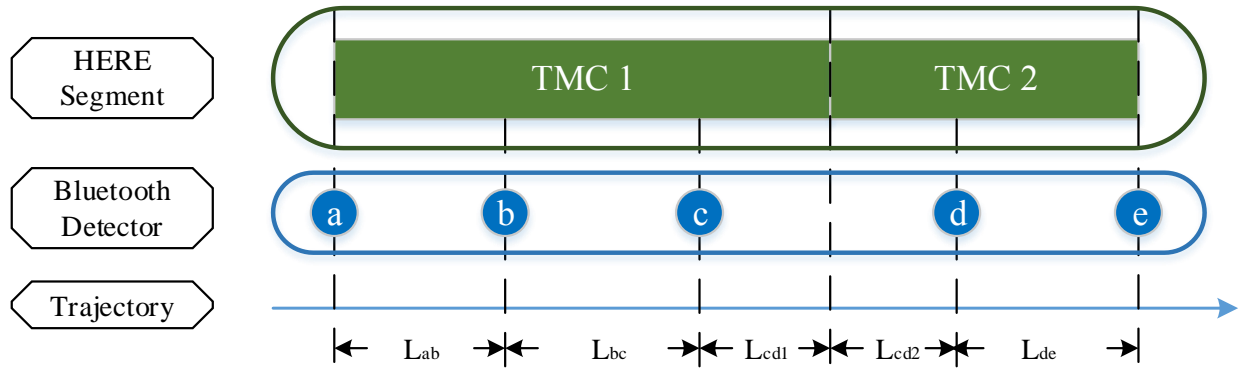 HERE
Segment
TMC 1
TMC 2
Bluetooth
Detector
a
b
c
d
e
Trajectory
Lab
Lbc
Lcd1
Lcd2
Lde